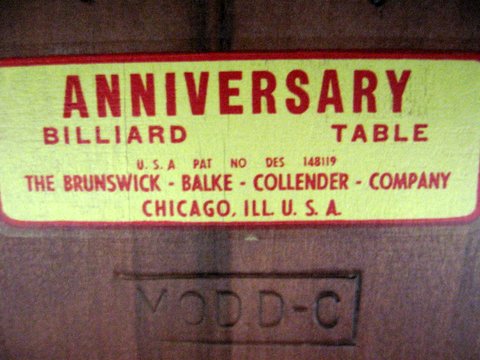 ANNIVERSARY
BILLIARD TABLE
U.S.A PAT NO DES 148119
THE BRUNSWICK - BALKE - COLLENDER - COMPANY
CHICAGO, ILL. U. S. A.
MOD D-C